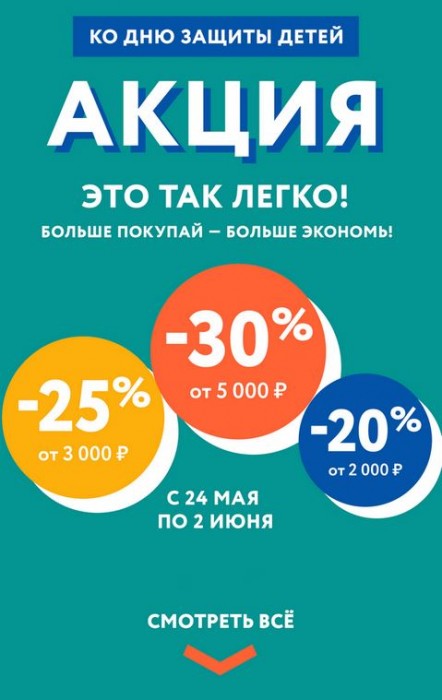 КО ДНЮ ЗАЩИТЫ ДЕТЕЙ
АКЦИЯ
ЭТО ТАК ЛЕГКО!
БОЛЬШЕ ПОКУПАЙ – БОЛЬШЕ ЭКОНОМЬ!
-30%
от 5 000 ₽
-25%
от 3 000 ₽
-20%
от 2 000 ₽
С 24 МАЯ
ПО 2 ИЮНЯ
СМОТРЕТЬ ВСЁ